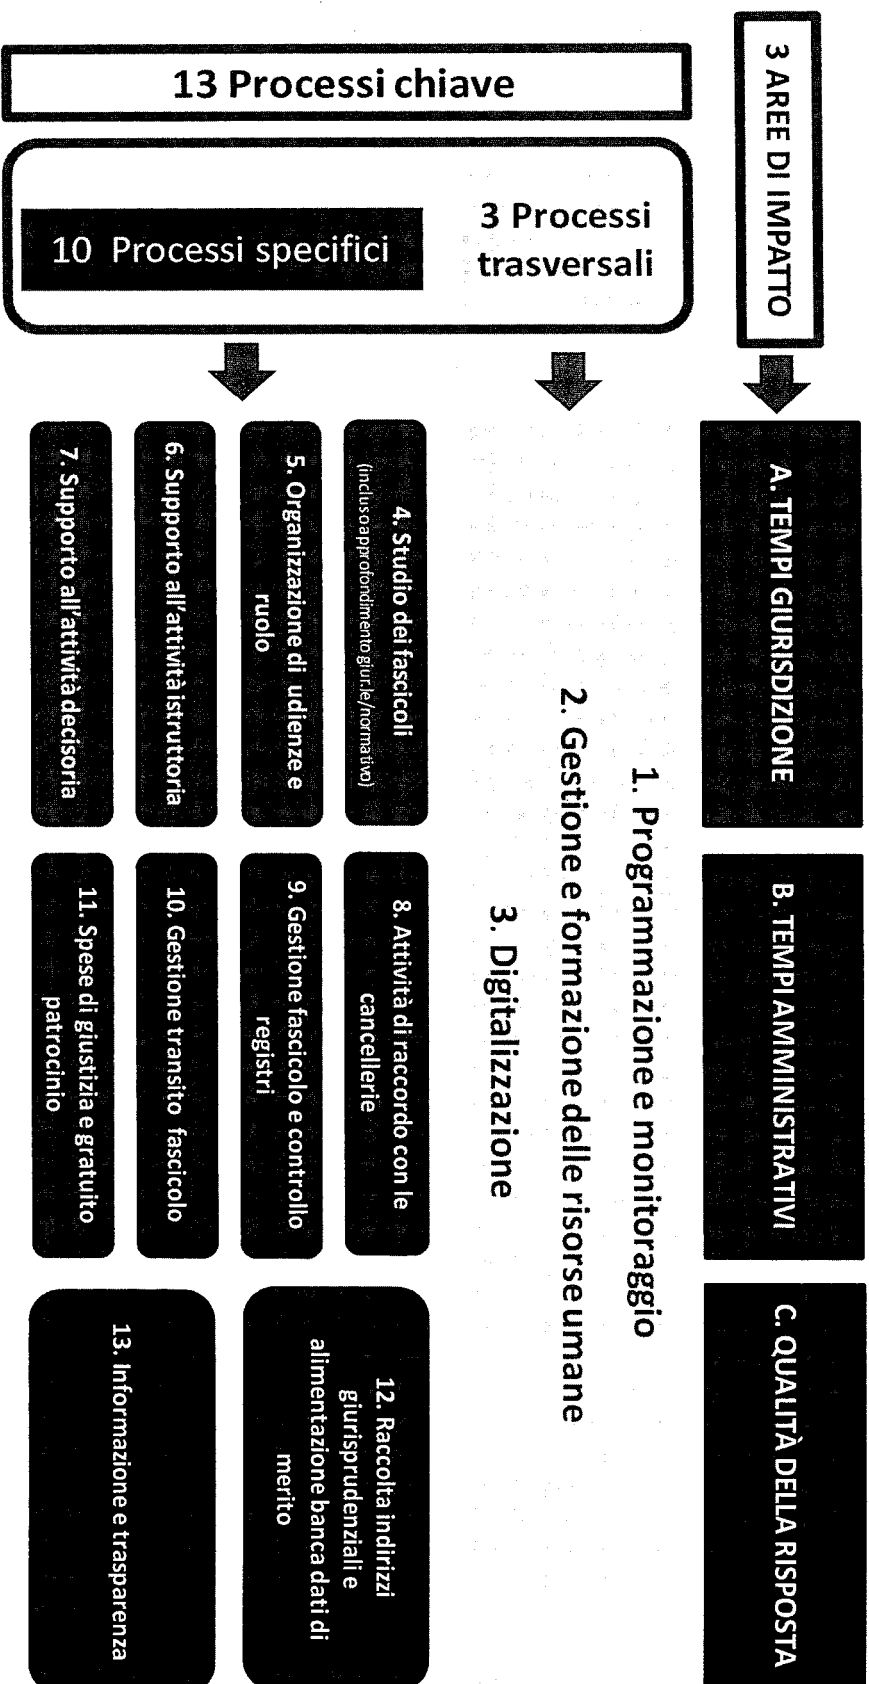 3 AREE DI IMPATTO
A. TEMPI GIURISDIZIONE
B. TEMPI AMMINISTRATIVI
C. QUALITÀ DELLA RISPOSTA
13 Processi chiave
3 Processi
trasversali
1. Programmazione e monitoraggio
2. Gestione e formazione delle risorse umane
3. Digitalizzazione
10 Processi specifici
4. Studio dei fascicoli
(incluso approfondimento giur.le/normativo)
5. Organizzazione di udienze e
ruolo
6. Supporto all'attività istruttoria
7. Supporto all'attività decisoria
8. Attività di raccordo con le
cancellerie
9. Gestione fascicolo e controllo
registri
10. Gestione transito fascicolo
11. Spese di giustizia e gratuito
patrocinio
12. Raccolta indirizzi
giurisprudenziali e
alimentazione banca dati di
merito
13. Informazione e trasparenza